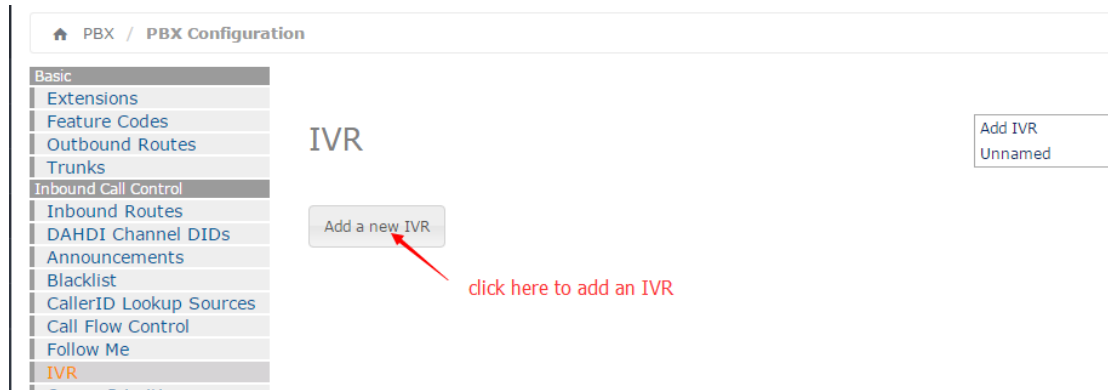 PBX / PBX Configuration
Basic
Extensions
Feature Codes
Outbound Routes
Trunks
Inbound Call Control
Inbound Routes
DAHDI Channel DIDs
Announcements
Blacklist
CallerID Lookup Sources
Call Flow Control
Follow Me
IVR
IVR
Add a new IVR
click here to add an IVR
Add IVR
Unnamed